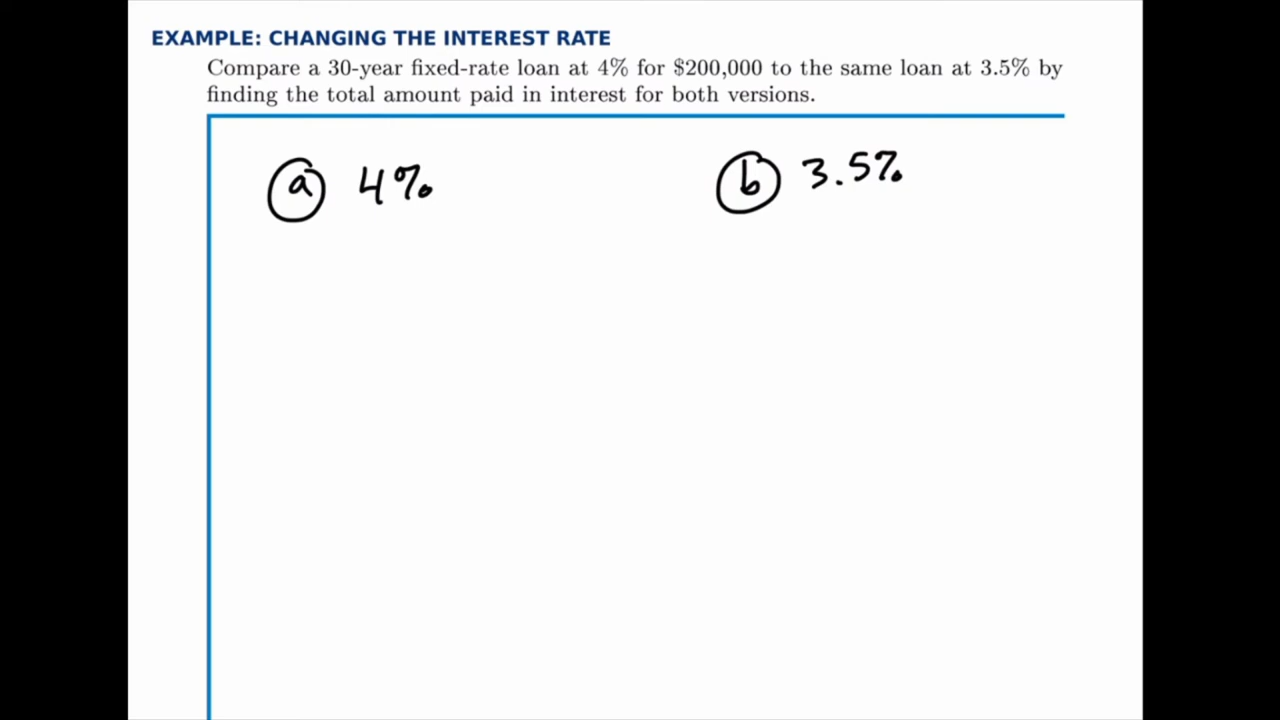 EXAMPLE: CHANGING THE INTEREST RATE
Compare a 30-year fixed-rate loan at 4% for $200,000 to the same loan at 3.5% by
finding the total amount paid in interest for both versions.
a 4%
b 3.5%